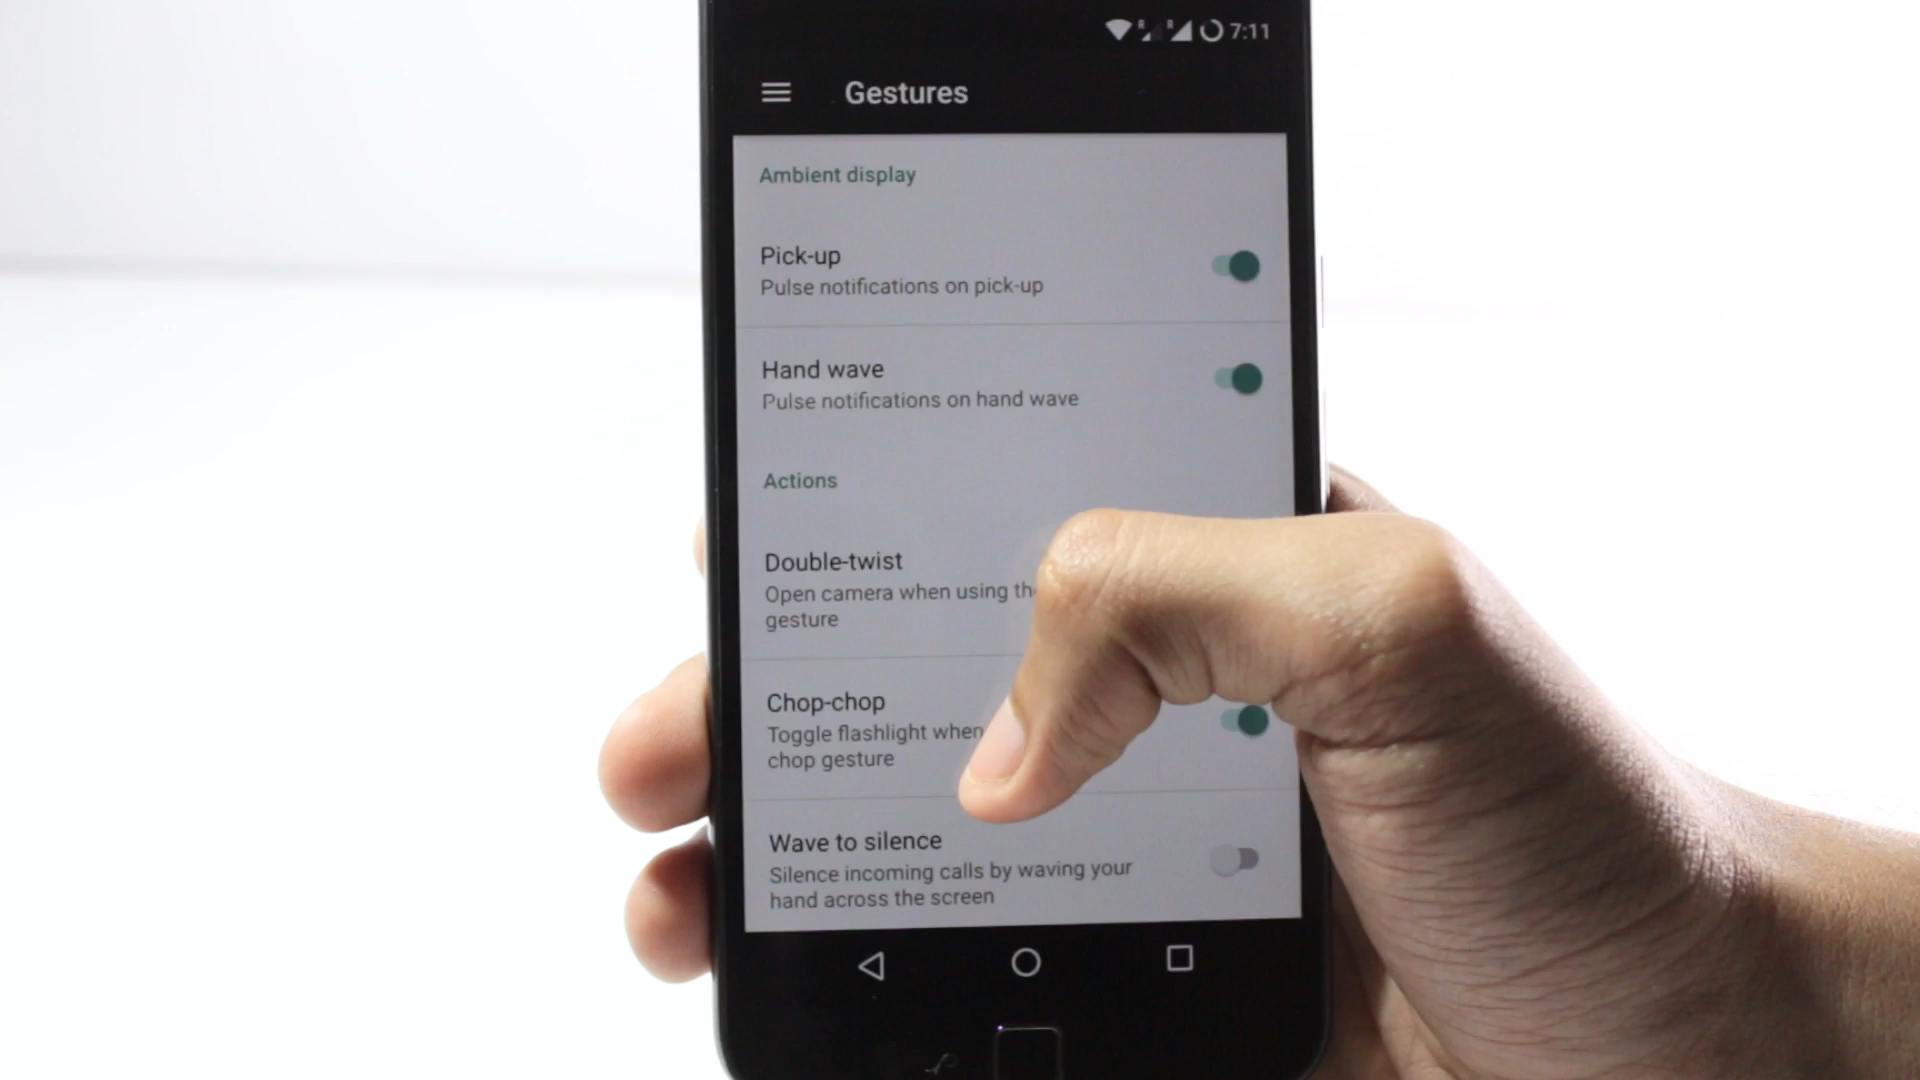 R R 7:11
Gestures
Ambient display
Pick-up
Pulse notifications on pick-up
Hand wave
Pulse notifications on hand wave
Actions
Double-twist
Open camera when using
gesture
Chop-chop
Toggle flashlight when
chop gesture
Wave to silence
Silence incoming calls by waving your
hand across the screen